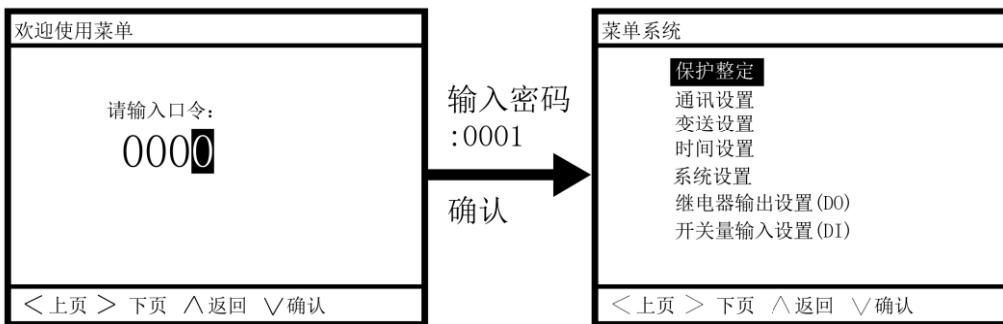 欢迎使用菜单
请输入口令:
0000
<上页 > 下页 ∧返回 ∨确认
输入密码
:0001
确认
菜单系统
保护整定
通讯设置
变送设置
时间设置
系统设置
继电器输出设置(DO)
开关量输入设置(DI)
<上页 > 下页 ∧返回 ∨确认